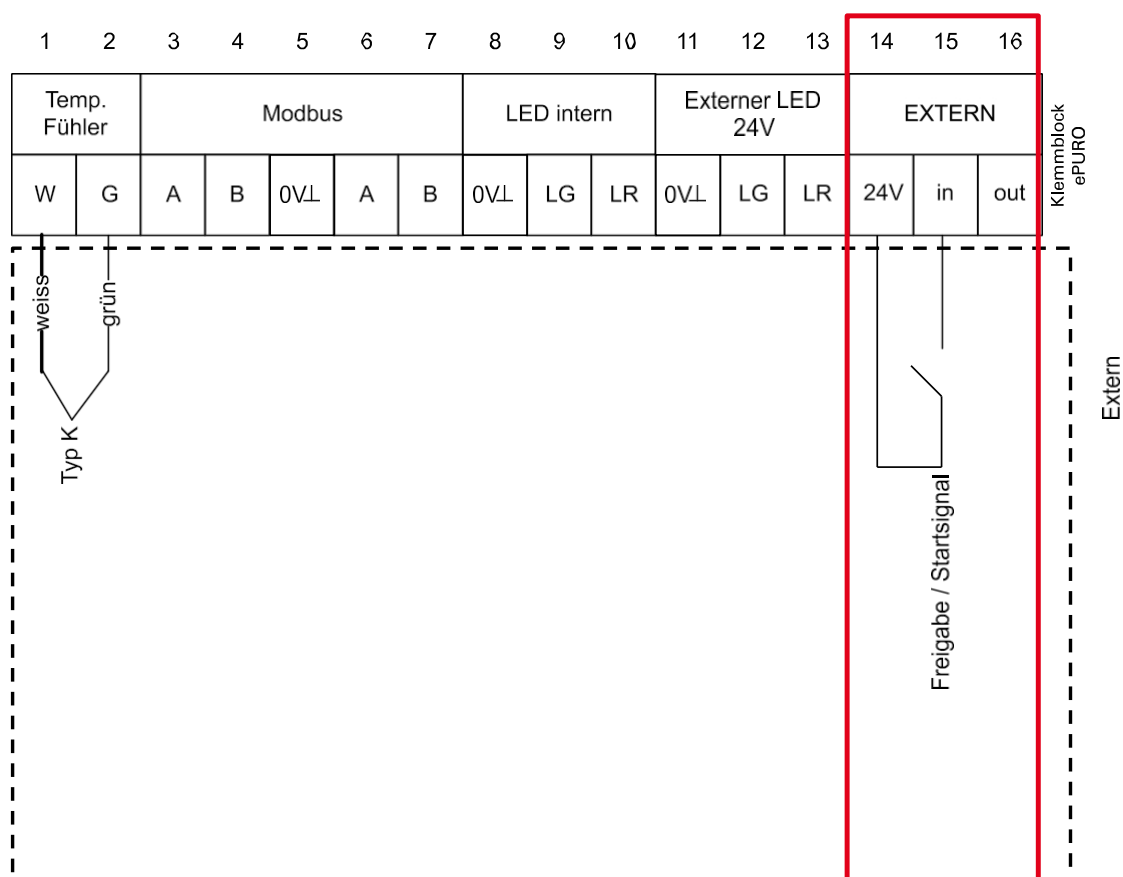 1 2 3 4 5 6 7 8 9 10 11 12 13 14 15 16
Temp.
Fühler
Modbus
LED intern
Externer LED
24V
EXTERN
W G A B 0V⊥ A B 0V⊥ LG LR 0V⊥ LG LR 24V in out
Klemmblock
ePURO
weiss
grün
Typ K
Freigabe / Startsignal
Extern